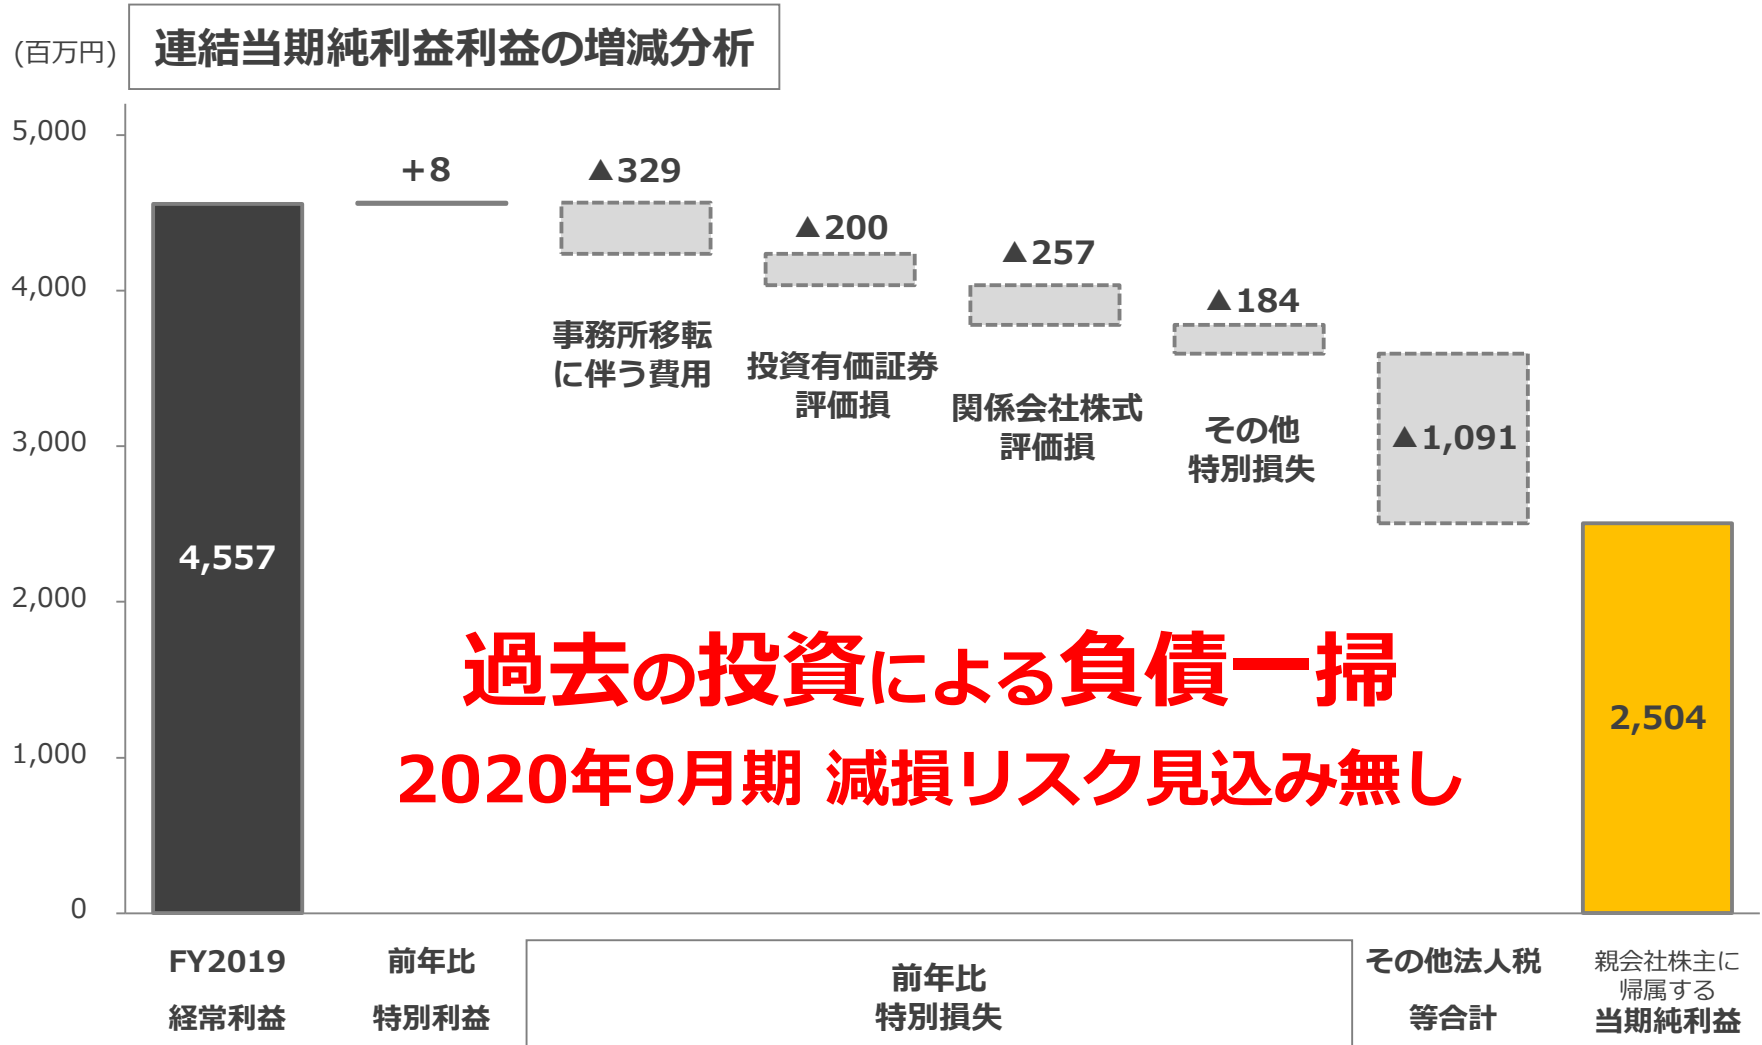 (百万円)
連結当期純利益利益の増減分析
5,000
4,000
3,000
2,000
1,000
0
4,557
+8
▲329
事務所移転
に伴う費用
▲200
投資有価証券
評価損
▲257
関係会社株式
評価損
▲184
その他
特別損失
▲1,091
2,504
過去の投資による負債一掃
2020年9月期 減損リスク見込み無し
FY2019
経常利益
前年比
特別利益
前年比
特別損失
その他法人税
等合計
親会社株主に
帰属する
当期純利益